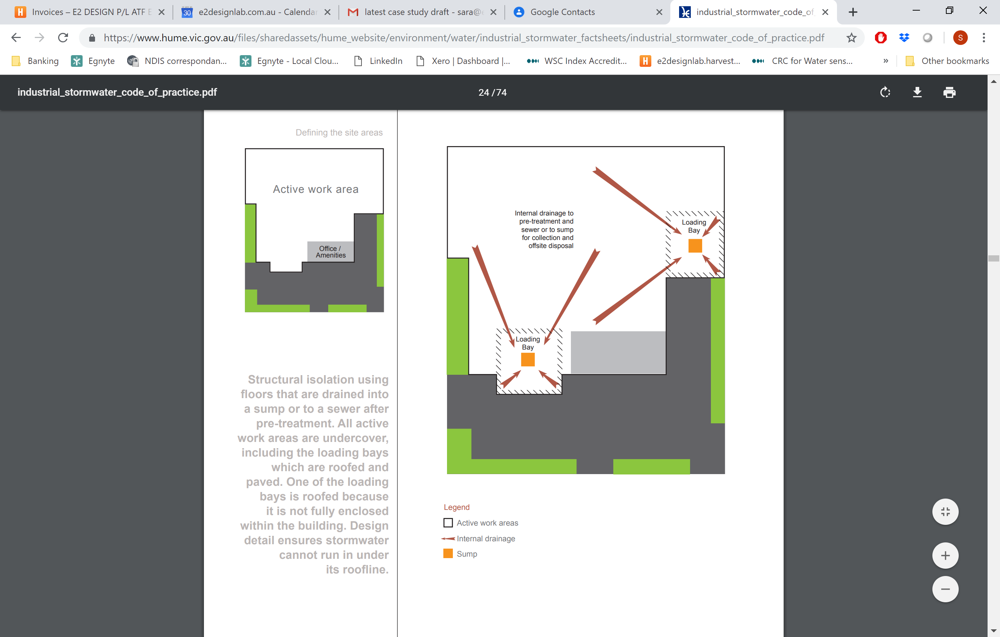 Invoices – E2 DESIGN P/L ATF E
30
e2designlab.com.au - Calendar
latest case study draft - sara@e
Google Contacts
industrial_stormwater_code_of_
https://www.hume.vic.gov.au/files/sharedassets/hume_website/environment/water/industrial_stormwater_factsheets/industrial_stormwater_code_of_practice.pdf
S
Banking
Egnyte
NDIS correspondan...
Egnyte - Local Clou...
LinkedIn
Xero | Dashboard |...
WSC Index Accredit...
H
e2designlab.harvest...
CRC for Water sens...
»
Other bookmarks
industrial_stormwater_code_of_practice.pdf
24 / 74
Defining the site areas
Active work area
Office /
Amenities
Structural isolation using
floors that are drained into
a sump or to a sewer after
pre-treatment. All active
work areas are undercover,
including the loading bays
which are roofed and
paved. One of the loading
bays is roofed because
it is not fully enclosed
within the building. Design
detail ensures stormwater
cannot run in under
its roofline.
Internal drainage to
pre-treatment and
sewer or to sump
for collection and
offsite disposal
Loading
Bay
Loading
Bay
Legend
Active work areas
Internal drainage
Sump